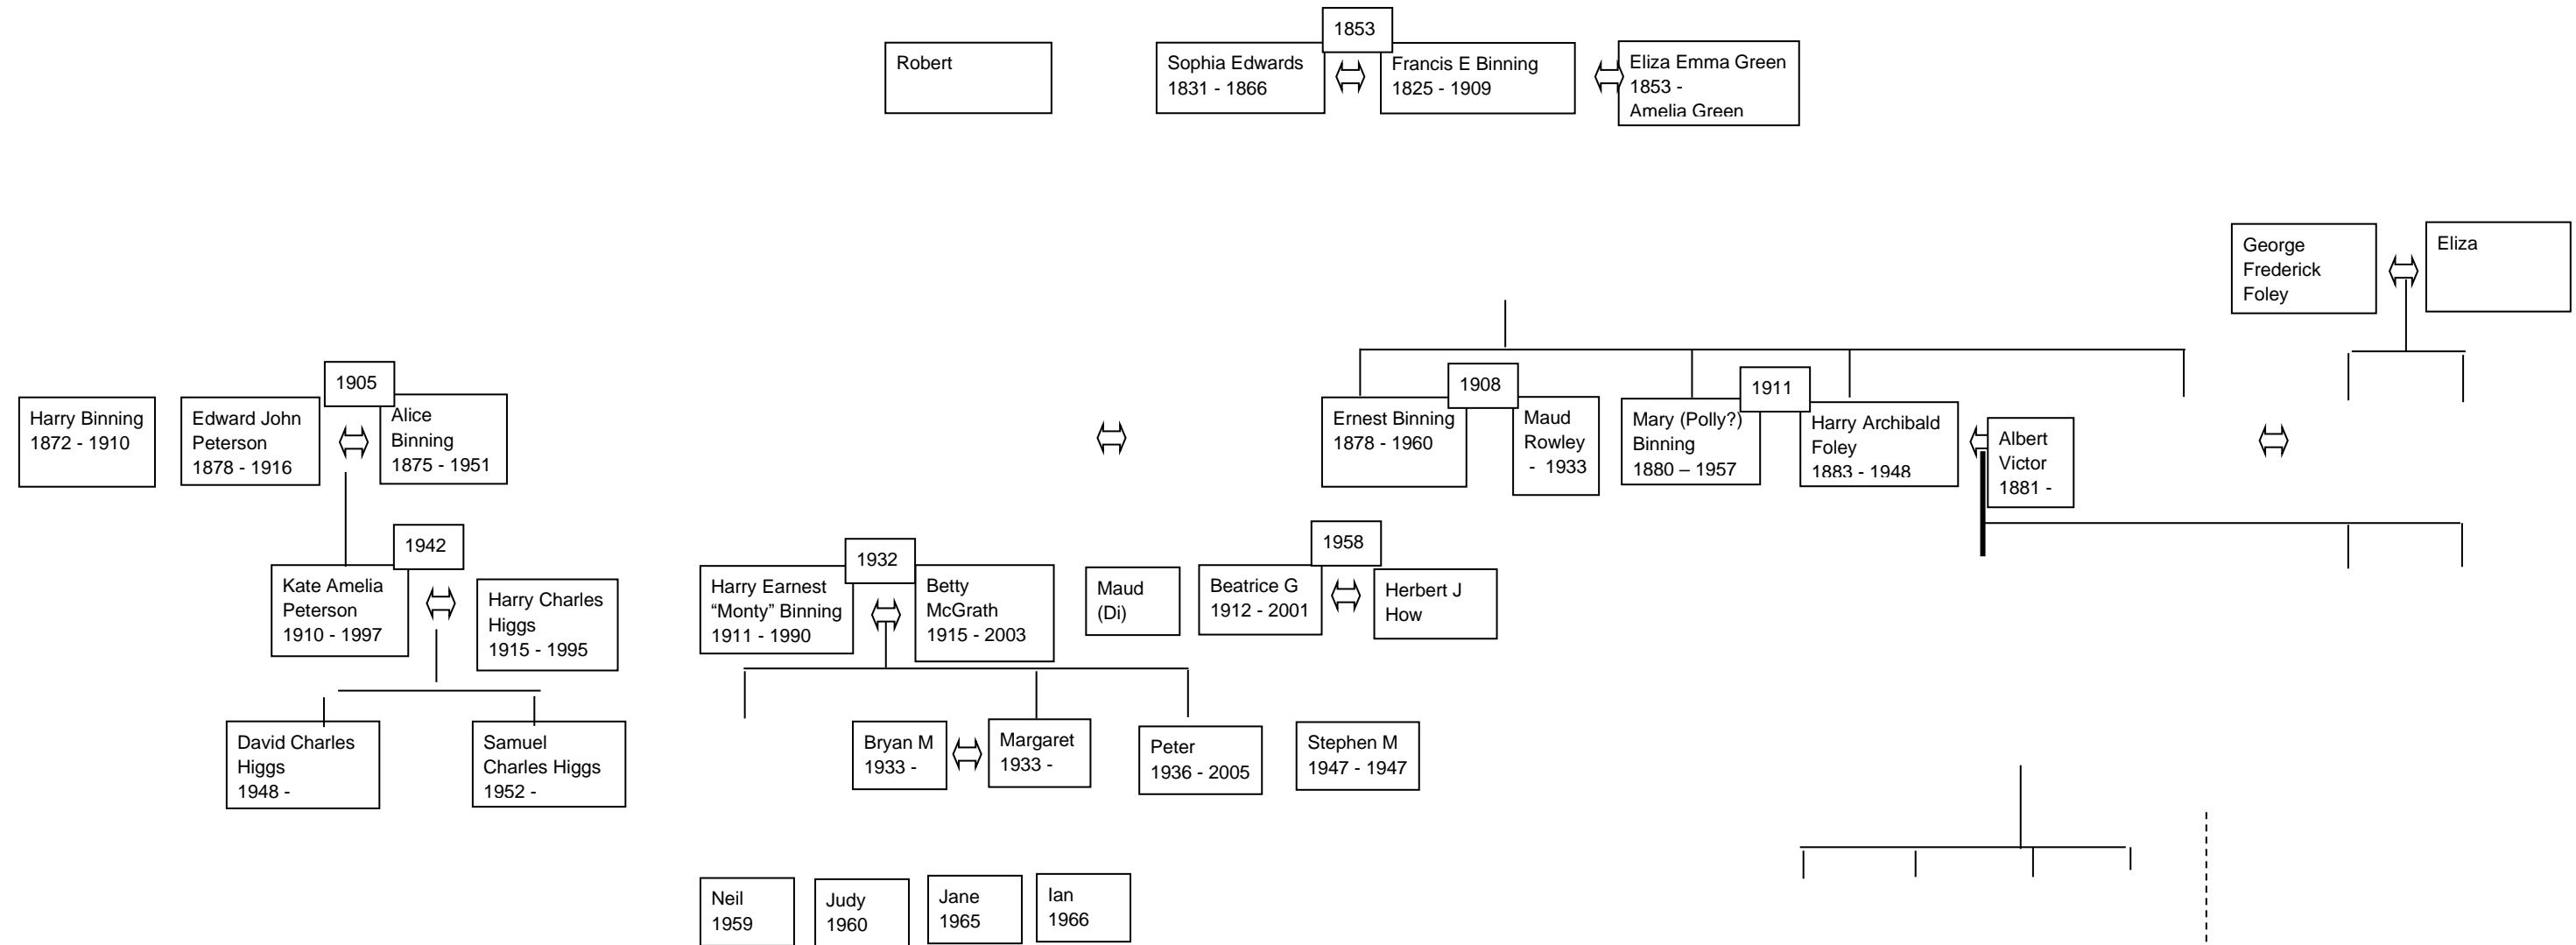 1853
Robert
Sophia Edwards
1831 - 1866
Francis E Binning
1825 - 1909
Eliza Emma Green
1853 -
Amelia Green
George
Frederick
Foley
Eliza
1905
1908
1911
Harry Binning
1872 - 1910
Edward John
Peterson
1878 - 1916
Alice
Binning
1875 - 1951
Ernest Binning
1878 - 1960
Maud
Rowley
- 1933
Mary (Polly?)
Binning
1880 – 1957
Harry Archibald
Foley
1883 - 1948
Albert
Victor
1881 -
1942
1932
1958
Kate Amelia
Peterson
1910 - 1997
Harry Charles
Higgs
1915 - 1995
Harry Earnest
“Monty” Binning
1911 - 1990
Betty
McGrath
1915 - 2003
Maud
(Di)
Beatrice G
1912 - 2001
Herbert J
How
David Charles
Higgs
1948 -
Samuel
Charles Higgs
1952 -
Bryan M
1933 -
Margaret
1933 -
Peter
1936 - 2005
Stephen M
1947 - 1947
Neil
1959
Judy
1960
Jane
1965
Ian
1966